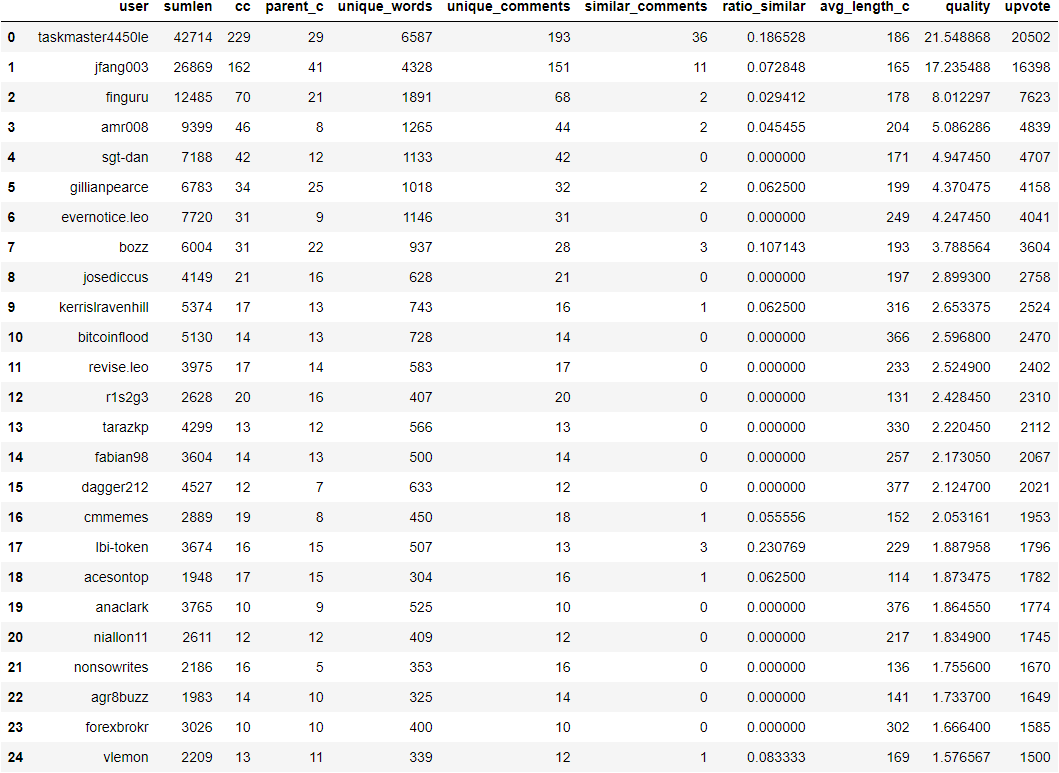 user sumlen cc parent_c unique_words unique_comments similar_comments ratio_similar avg_length_c quality upvote
0 taskmaster4450le 42714 229 29 6587 193 36 0.186528 186 21.548868 20502
1 jfang003 26869 162 41 4328 151 11 0.072848 165 17.235488 16398
2 finguru 12485 70 21 1891 68 2 0.029412 178 8.012297 7623
3 amr008 9399 46 8 1265 44 2 0.045455 204 5.086286 4839
4 sgt-dan 7188 42 12 1133 42 0 0.000000 171 4.947450 4707
5 gillianpearce 6783 34 25 1018 32 2 0.062500 199 4.370475 4158
6 evernotice.leo 7720 31 9 1146 31 0 0.000000 249 4.247450 4041
7 bozz 6004 31 22 937 28 3 0.107143 193 3.788564 3604
8 josediccus 4149 21 16 628 21 0 0.000000 197 2.899300 2758
9 kerrislravenhill 5374 17 13 743 16 1 0.062500 316 2.653375 2524
10 bitcoinflood 5130 14 13 728 14 0 0.000000 366 2.596800 2470
11 revise.leo 3975 17 14 583 17 0 0.000000 233 2.524900 2402
12 r1s2g3 2628 20 16 407 20 0 0.000000 131 2.428450 2310
13 tarazkp 4299 13 12 566 13 0 0.000000 330 2.220450 2112
14 fabian98 3604 14 13 500 14 0 0.000000 257 2.173050 2067
15 dagger212 4527 12 7 633 12 0 0.000000 377 2.124700 2021
16 cmmemes 2889 19 8 450 18 1 0.055556 152 2.053161 1953
17 lbi-token 3674 16 15 507 13 3 0.230769 229 1.887958 1796
18 acesontop 1948 17 15 304 16 1 0.062500 114 1.873475 1782
19 anaclark 3765 10 9 525 10 0 0.000000 376 1.864550 1774
20 niallon11 2611 12 12 409 12 0 0.000000 217 1.834900 1745
21 nonsowrites 2186 16 5 353 16 0 0.000000 136 1.755600 1670
22 agr8buzz 1983 14 10 325 14 0 0.000000 141 1.733700 1649
23 forexbrokr 3026 10 10 400 10 0 0.000000 302 1.666400 1585
24 vlemon 2209 13 11 339 12 1 0.083333 169 1.576567 1500